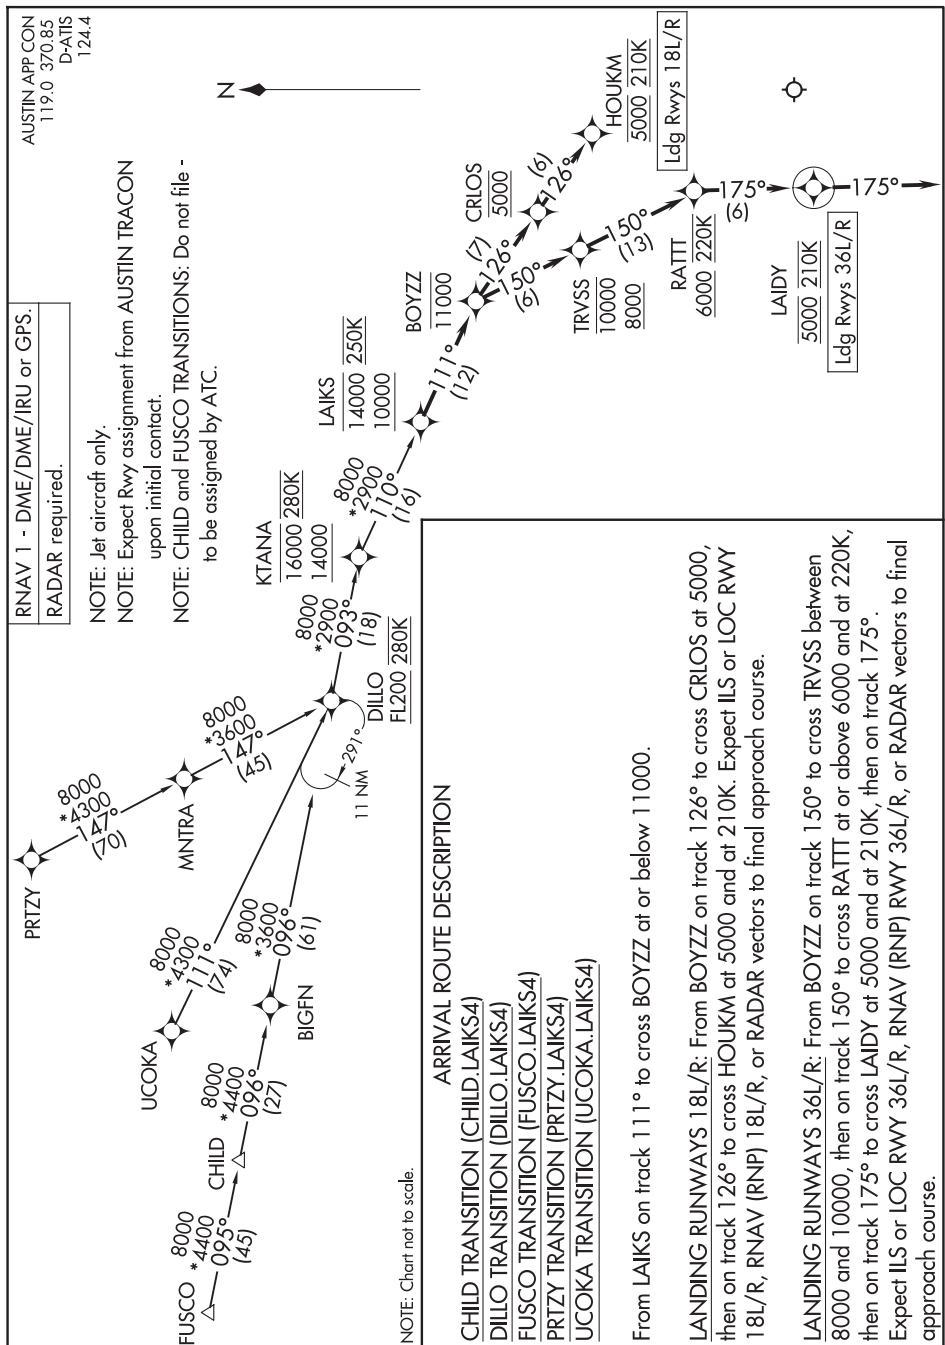 RNAV 1 - DME/DME/IRU or GPS.
RADAR required.
AUSTIN APP CON
119.0 370.85
D-ATIS
124.4
NOTE: Jet aircraft only.
NOTE: Expect Rwy assignment from AUSTIN TRACON
upon initial contact.
NOTE: CHILD and FUSCO TRANSITIONS: Do not file -
to be assigned by ATC.
N
PRTZY
8000
*4300
147°
(70)
MNTRA
8000
*3600
147°
(45)
UCOKA
8000
*4300
111°
(74)
FUSCO
8000
*4400
095°
(45)
CHILD
8000
*4400
096°
(27)
BIGFN
8000
*3600
096°
(61)
11 NM
291°
DILLO
FL200 280K
8000
*2900
093°
(18)
KTANA
16000 280K
14000
8000
*2900
110°
(16)
LAIKS
14000 250K
10000
111°
(12)
BOYZZ
11000
126°
(7)
CRLOS
5000
126°
(6)
HOUKM
5000 210K
Ldg Rwys 18L/R
150°
(6)
TRVSS
10000
8000
150°
(13)
RATTT
6000 220K
175°
(6)
LAIDY
5000 210K
Ldg Rwys 36L/R
175°
NOTE: Chart not to scale.
ARRIVAL ROUTE DESCRIPTION
CHILD TRANSITION (CHILD.LAIKS4)
DILLO TRANSITION (DILLO.LAIKS4)
FUSCO TRANSITION (FUSCO.LAIKS4)
PRTZY TRANSITION (PRTZY.LAIKS4)
UCOKA TRANSITION (UCOKA.LAIKS4)
From LAIKS on track 111° to cross BOYZZ at or below 11000.
LANDING RUNWAYS 18L/R: From BOYZZ on track 126° to cross CRLOS at 5000,
then on track 126° to cross HOUKM at 5000 and at 210K. Expect ILS or LOC RWY
18L/R, RNAV (RNP) 18L/R, or RADAR vectors to final approach course.
LANDING RUNWAYS 36L/R: From BOYZZ on track 150° to cross TRVSS between
8000 and 10000, then on track 150° to cross RATTT at or above 6000 and at 220K,
then on track 175° to cross LAIDY at 5000 and at 210K, then on track 175°.
Expect ILS or LOC RWY 36L/R, RNAV (RNP) RWY 36L/R, or RADAR vectors to final
approach course.